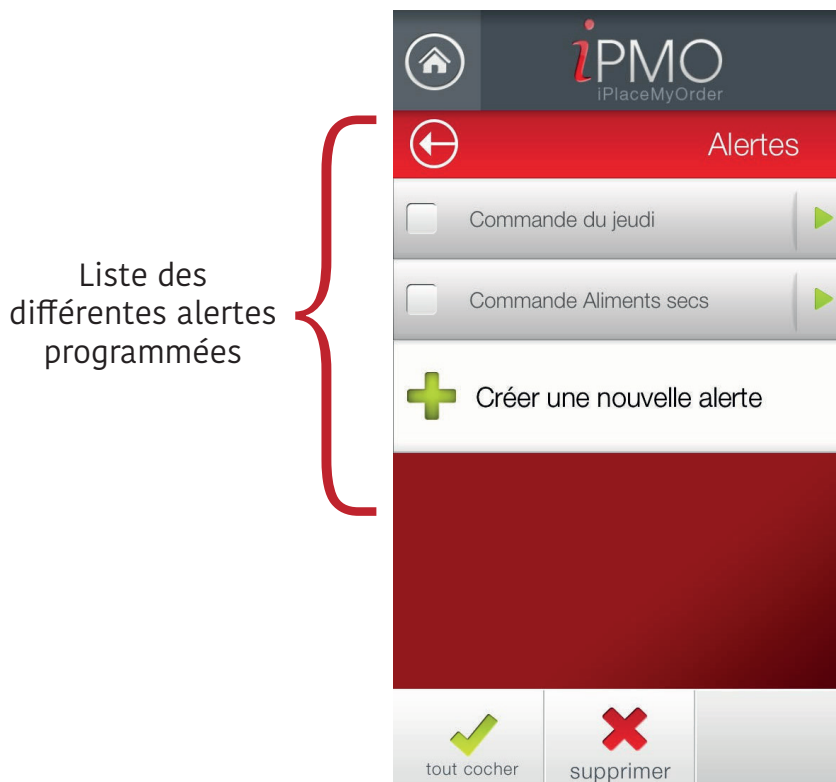 iPMO
iPlaceMyOrder
Alertes
Commande du jeudi
Liste des
différentes alertes
programmées
Commande Aliments secs
Créer une nouvelle alerte
tout cocher
supprimer